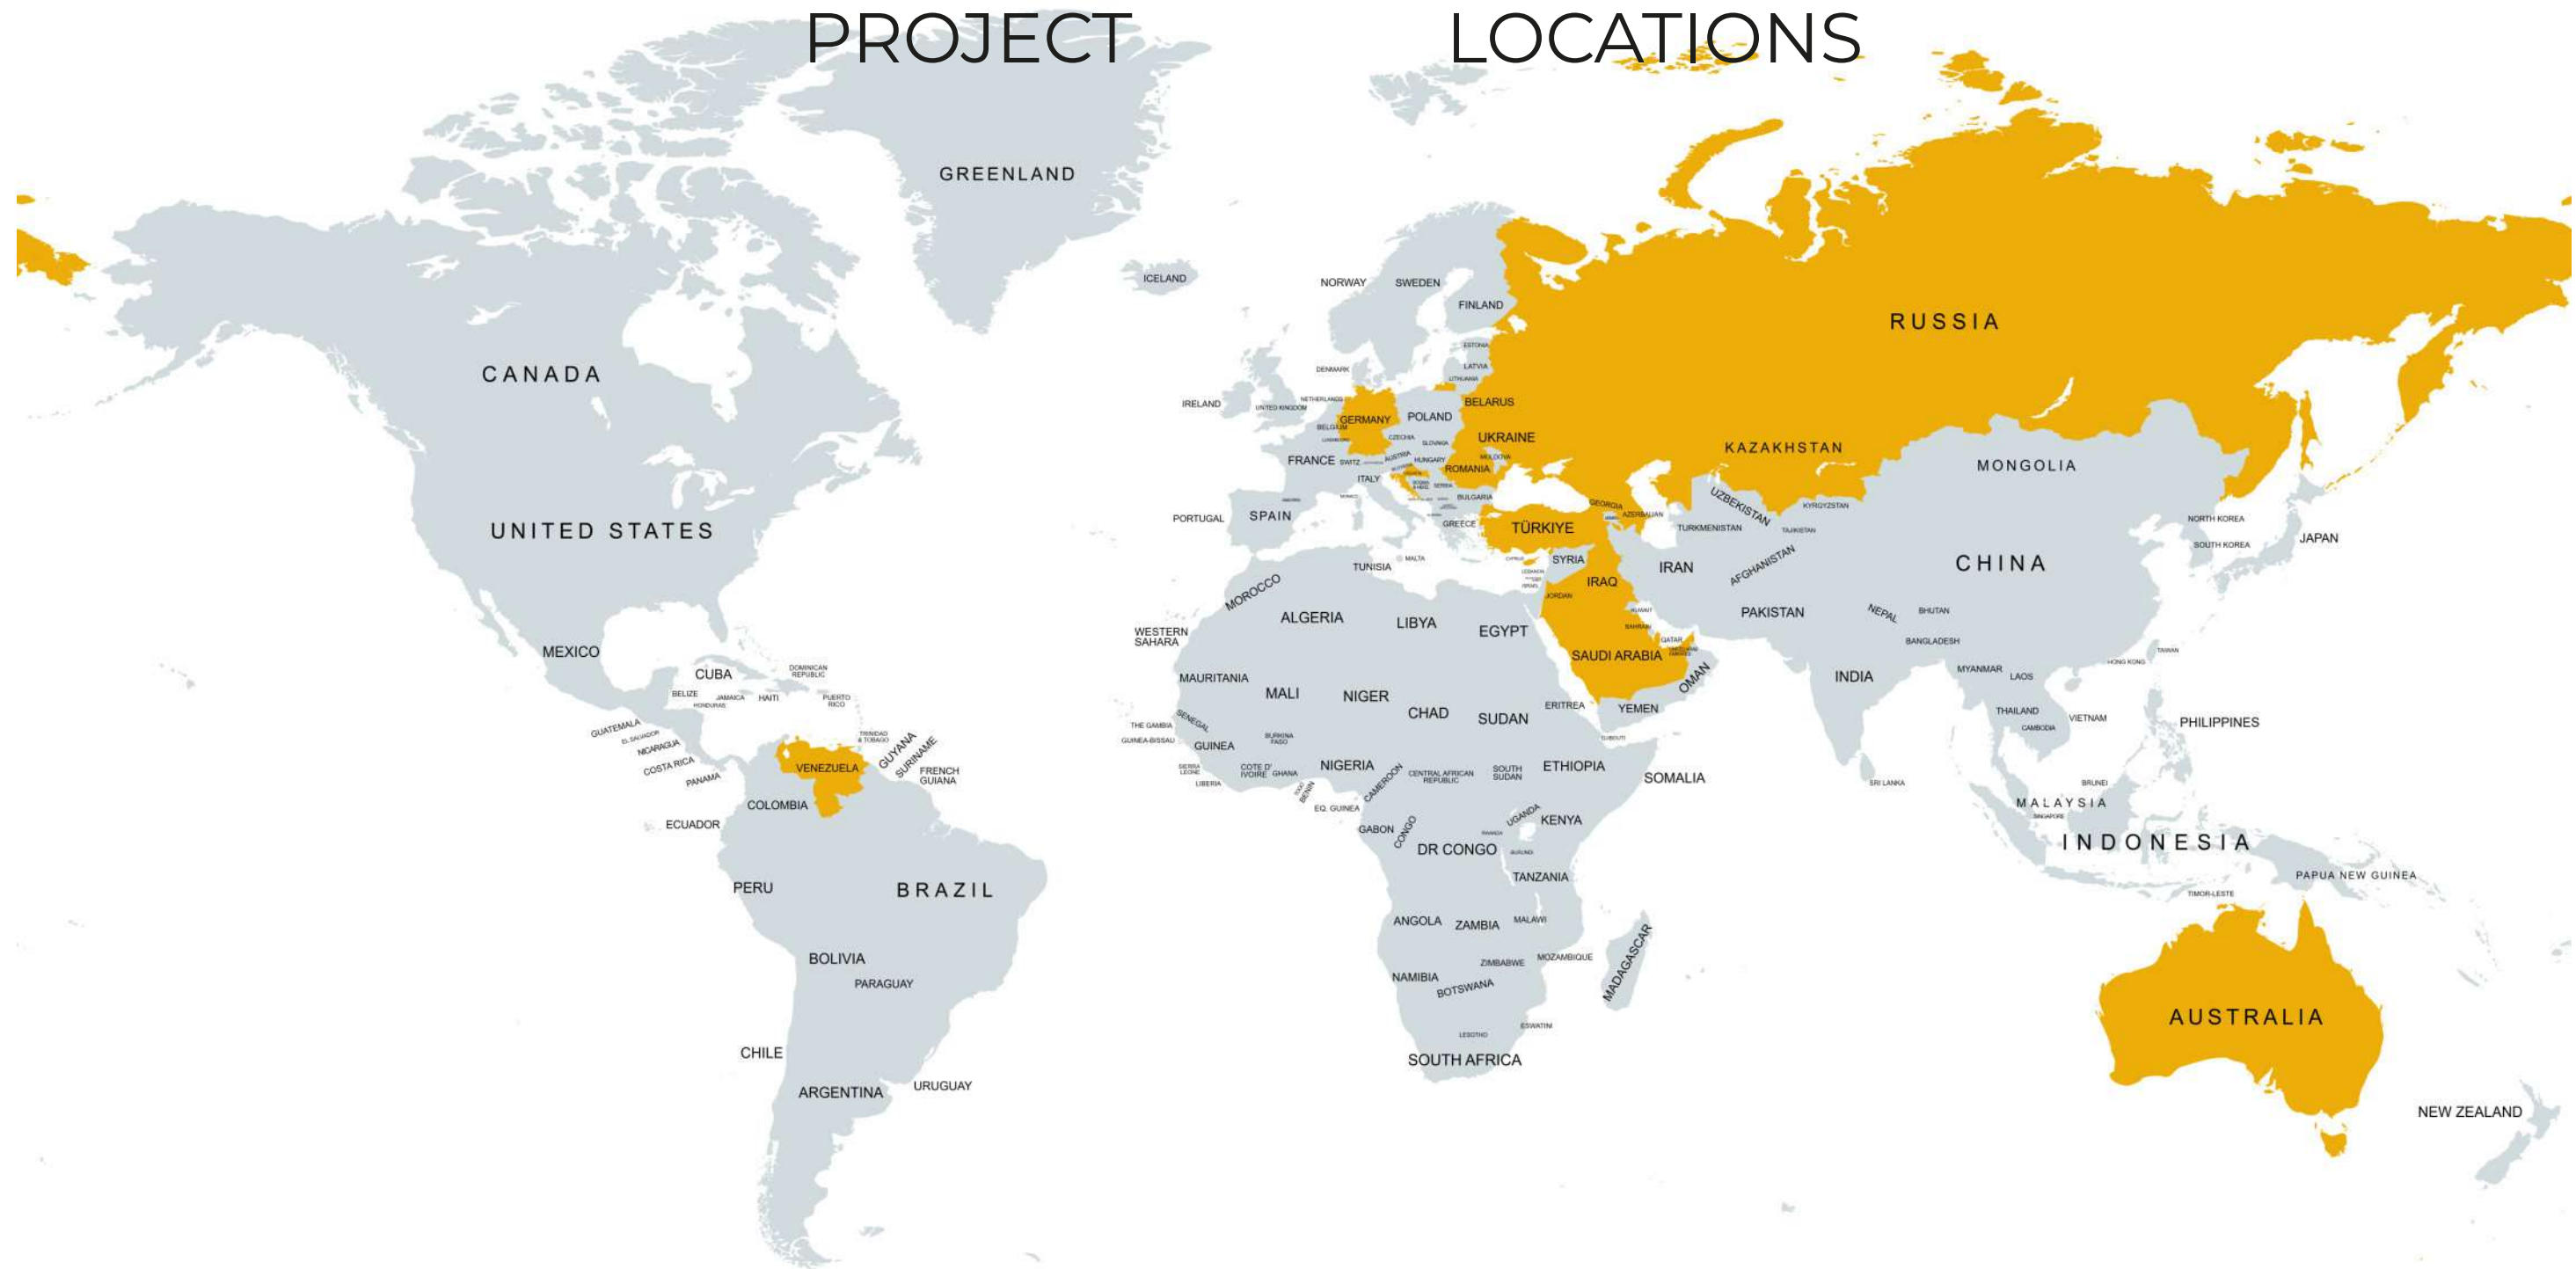 PROJECT LOCATIONS
GREENLAND
ICELAND
NORWAY
SWEDEN
FINLAND
RUSSIA
ESTONIA
LATVIA
LITHUANIA
DENMARK
CANADA
IRELAND
UNITED KINGDOM
NETHERLANDS
BELARUS
GERMANY
POLAND
BELGIUM
CZECHIA
SLOVAKIA
UKRAINE
KAZAKHSTAN
MONGOLIA
FRANCE
SWITZ
AUSTRIA
HUNGARY
MOLDOVA
ROMANIA
ITALY
SERBIA
BULGARIA
PORTUGAL
SPAIN
GREECE
TÜRKIYE
GEORGIA
AZERBAIJAN
UZBEKISTAN
KYRGYZSTAN
TURKMENISTAN
TAJIKISTAN
NORTH KOREA
SOUTH KOREA
JAPAN
UNITED STATES
TUNISIA
MALTA
SYRIA
LEBANON
ISRAEL
IRAQ
IRAN
AFGHANISTAN
CHINA
MOROCCO
JORDAN
ALGERIA
LIBYA
EGYPT
KUWAIT
BAHRAIN
QATAR
PAKISTAN
NEPAL
BHUTAN
BANGLADESH
WESTERN
SAHARA
MEXICO
SAUDI ARABIA
UNITED ARAB
EMIRATES
OMAN
INDIA
MYANMAR
LAOS
HONG KONG
TAIWAN
CUBA
DOMINICAN
REPUBLIC
BELIZE
JAMAICA
HAITI
HONDURAS
PUERTO
RICO
MAURITANIA
MALI
NIGER
CHAD
SUDAN
ERITREA
YEMEN
THAILAND
VIETNAM
CAMBODIA
PHILIPPINES
GUATEMALA
EL SALVADOR
NICARAGUA
COSTA RICA
PANAMA
TRINIDAD
& TOBAGO
VENEZUELA
GUYANA
SURINAME
FRENCH
GUIANA
THE GAMBIA
SENEGAL
GUINEA-BISSAU
GUINEA
BURKINA
FASO
DJIBOUTI
SIERRA
LEONE
LIBERIA
COTE D'
IVOIRE
GHANA
TOGO
BENIN
NIGERIA
CAMEROON
CENTRAL AFRICAN
REPUBLIC
SOUTH
SUDAN
ETHIOPIA
SOMALIA
SRI LANKA
BRUNEI
MALAYSIA
SINGAPORE
INDONESIA
COLOMBIA
ECUADOR
EQ. GUINEA
GABON
CONGO
DR CONGO
UGANDA
KENYA
RWANDA
BURUNDI
TANZANIA
PAPUA NEW GUINEA
TIMOR-LESTE
PERU
BRAZIL
ANGOLA
ZAMBIA
MALAWI
MOZAMBIQUE
ZIMBABWE
MADAGASCAR
BOLIVIA
PARAGUAY
NAMIBIA
BOTSWANA
AUSTRALIA
ESWATINI
LESOTHO
SOUTH AFRICA
CHILE
ARGENTINA
URUGUAY
NEW ZEALAND